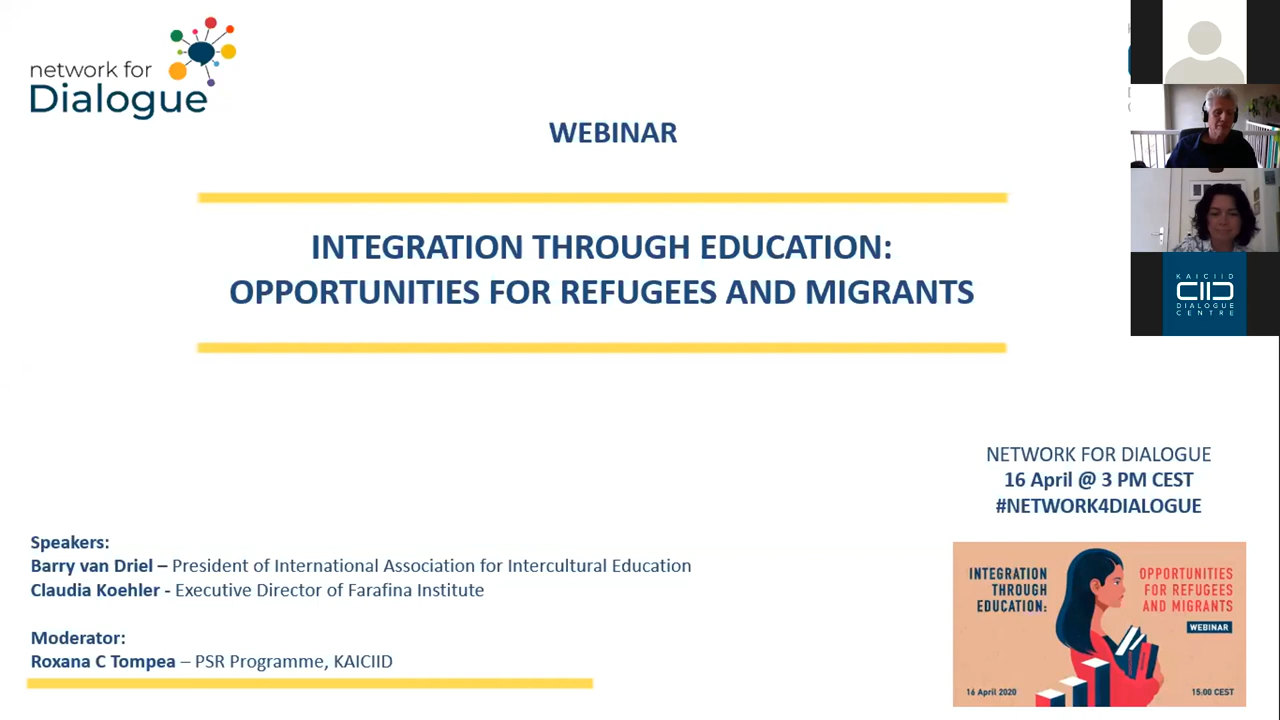 network for
Dialogue
WEBINAR
INTEGRATION THROUGH EDUCATION:
OPPORTUNITIES FOR REFUGEES AND MIGRANTS
KAICIID
DIALOGUE
CENTRE
NETWORK FOR DIALOGUE
16 April @ 3 PM CEST
#NETWORK4DIALOGUE
Speakers:
Barry van Driel – President of International Association for Intercultural Education
Claudia Koehler - Executive Director of Farafina Institute
Moderator:
Roxana C Tompea – PSR Programme, KAICIID
INTEGRATION
THROUGH
EDUCATION:
OPPORTUNITIES
FOR REFUGEES
AND MIGRANTS
WEBINAR
16 April 2020
15:00 CEST